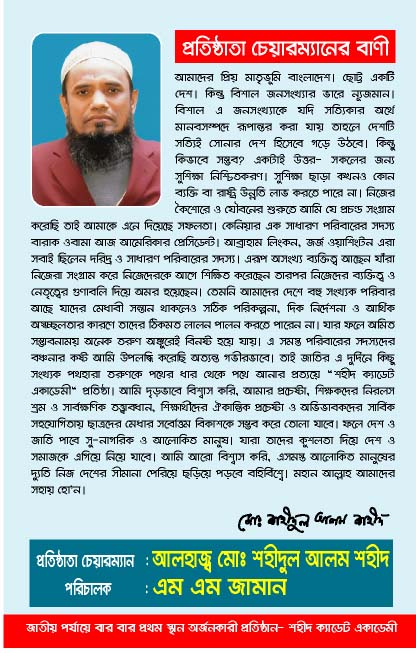 প্রতিষ্ঠাতা চেয়ারম্যানের বাণী
আমাদের প্রিয় মাতৃভূমি বাংলাদেশ। ছোট্ট একটি
দেশ। কিন্তু বিশাল জনসংখ্যার ভারে ন্যুজমান।
বিশাল এ জনসংখ্যাকে যদি সত্যিকার অর্থে
মানবসম্পদে রূপান্তর করা যায় তাহলে দেশটি
সত্যিই সোনার দেশ হিসেবে গড়ে উঠবে। কিন্তু
কিভাবে সম্ভব? একটাই উত্তর- সকলের জন্য
সুশিক্ষা নিশ্চিতকরণ। সুশিক্ষা ছাড়া কখনও কোন
ব্যক্তি বা রাষ্ট্র উন্নতি লাভ করতে পারে না। নিজের
কৈশোরে ও যৌবনের শুরুতে আমি যে প্রচন্ড সংগ্রাম
করেছি তাই আমাকে এনে দিয়েছে সফলতা। কেনিয়ার এক সাধারণ পরিবারের সদস্য
বারাক ওবামা আজ আমেরিকার প্রেসিডেন্ট। আব্রাহাম লিংকন, জর্জ ওয়াশিংটন এরা
সবাই ছিলেন দরিদ্র ও সাধারণ পরিবারের সদস্য। এরূপ অসংখ্য ব্যক্তিত্ব আছেন যাঁরা
নিজেরা সংগ্রাম করে নিজেদেরকে আগে শিক্ষিত করেছেন তারপর নিজেদের ব্যক্তিত্ব ও
নেতৃত্বের গুণাবলি দিয়ে অমর হয়েছেন। তেমনি আমাদের দেশে বহু সংখ্যক পরিবার
আছে যাদের মেধাবী সন্তান থাকলেও সঠিক পরিকল্পনা, দিক নির্দেশনা ও আর্থিক
অস্বচ্ছলতার কারণে তাদের ঠিকমত লালন পালন করতে পারেন না। যার ফলে অমিত
সম্ভাবনাময় অনেক তরুণ অঙ্কুরেই বিনষ্ট হয়ে যায়। এ সমস্ত পরিবারের সদস্যদের
বঞ্চনার কষ্ট আমি উপলব্ধি করেছি অত্যন্ত গভীরভাবে। তাই জাতির এ দুর্দিনে কিছু
সংখ্যক পথহারা তরুণকে পথের ধার থেকে পথে আনার প্রত্যয়ে “শহীদ ক্যাডেট
একাডেমী” প্রতিষ্ঠা। আমি দৃঢ়ভাবে বিশ্বাস করি, আমার প্রচেষ্টা, শিক্ষকদের নিরলস
শ্রম ও সার্বক্ষণিক তত্ত্বাবধান, শিক্ষার্থীদের ঐকান্তিক প্রচেষ্টা ও অভিভাবকদের সার্বিক
সহযোগিতায় ছাত্রদের মেধার সর্বোত্তম বিকাশকে সম্ভব করে তোলা যাবে। ফলে দেশ ও
জাতি পাবে সু-নাগরিক ও আলোকিত মানুষ। যারা তাদের কুশলতা দিয়ে দেশ ও
সমাজকে এগিয়ে নিয়ে যাবে। আমি আরো বিশ্বাস করি, এসমস্ত আলোকিত মানুষের
দ্যুতি নিজ দেশের সীমানা পেরিয়ে ছড়িয়ে পড়বে বহির্বিশ্বে। মহান আল্লাহ আমাদের
সহায় হো'ন।
প্রতিষ্ঠাতা চেয়ারম্যান : আলহাজ্ব মোঃ শহীদুল আলম শহীদ
পরিচালক : এম এম জামান
জাতীয় পর্যায়ে বার বার প্রথম স্থান অর্জনকারী প্রতিষ্ঠান- শহীদ ক্যাডেট একাডেমী